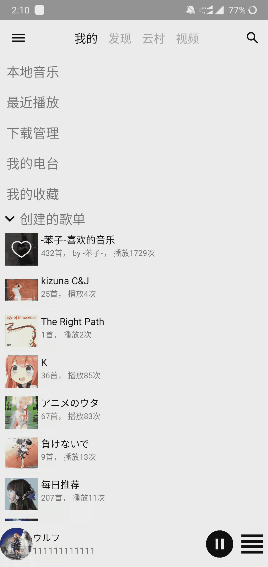 2.10
77%
我的 发现 云村 视频
本地音乐
最近播放
下载管理
我的电台
我的收藏
创建的歌单
-苯子-喜欢的音乐
432首， by -苯子-， 播放1729次
kizuna C&J
25首， 播放4次
The Right Path
1首， 播放2次
K
36首， 播放85次
アニメのウタ
67首， 播放83次
負けないで
9首， 播放13次
每日推荐
207首， 播放11次
ウルフ
111111111111